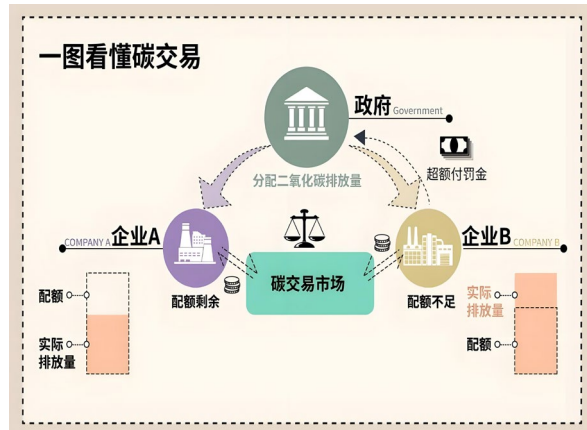 一图看懂碳交易
政府 Government
分配二氧化碳排放量
超额付罚金
COMPANY A 企业A
企业B COMPANY B
碳交易市场
配额剩余
配额不足
配额
实际
排放量
实际
排放量
配额